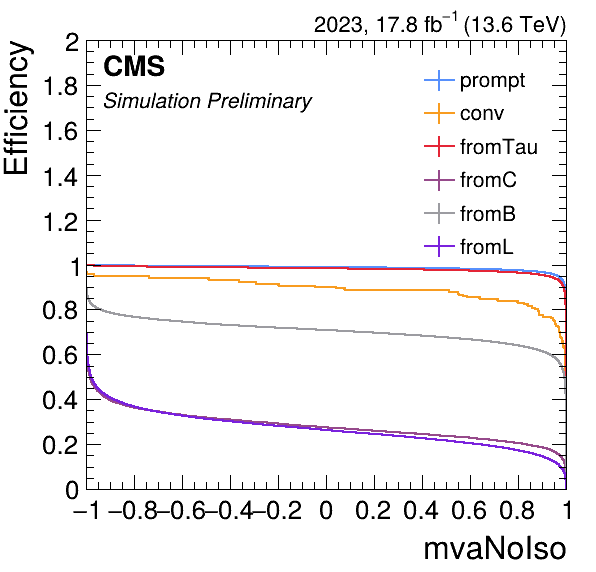 2023, 17.8 fb⁻¹ (13.6 TeV)
Efficiency
CMS
Simulation Preliminary
prompt
conv
fromTau
fromC
fromB
fromL
2
1.8
1.6
1.4
1.2
1
0.8
0.6
0.4
0.2
0
−1 −0.8 −0.6 −0.4 −0.2 0 0.2 0.4 0.6 0.8 1
mvaNoIso